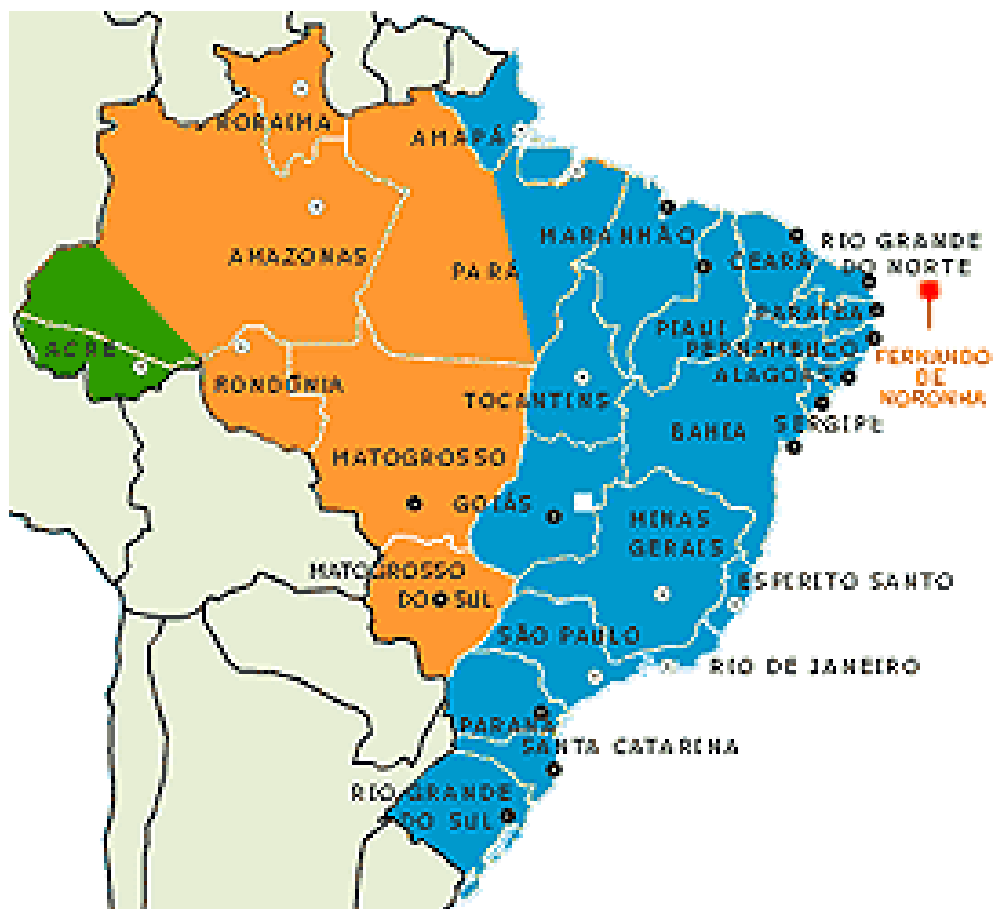 RORAIMA
AMAPÁ
AMAZONAS
PARÁ
MARANHÃO
CEARÁ
RIO GRANDE
DO NORTE
PARAÍBA
PIAUI
PERNAMBUCO
ACRE
RONDÔNIA
TOCANTINS
ALAGOAS
FERNANDO
DE
NORONHA
BAHIA
SERGIPE
MATOGROSSO
GOIÁS
MINAS
GERAIS
MATOGROSSO
DO SUL
ESPIRITO SANTO
SÃO PAULO
RIO DE JANEIRO
PARANÁ
SANTA CATARINA
RIO GRANDE
DO SUL